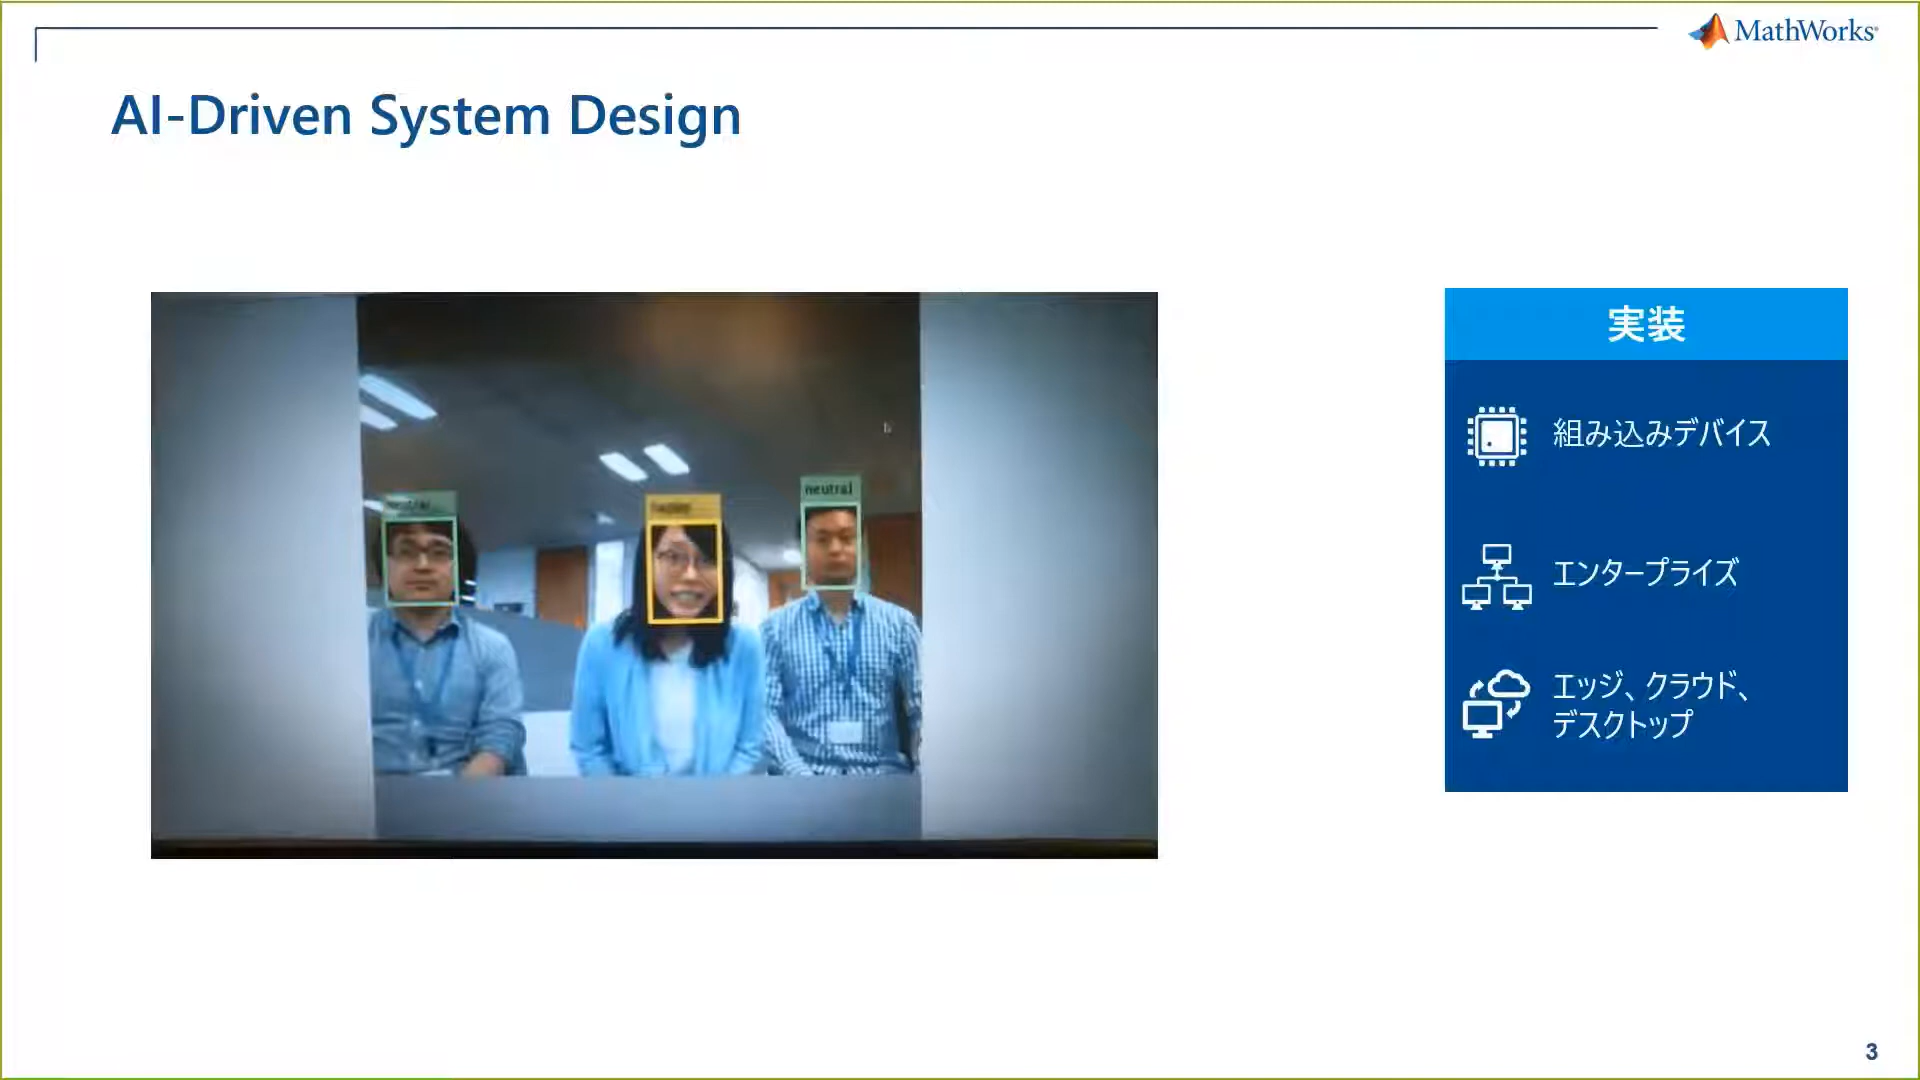 MathWorks
AI-Driven System Design
neutral
実装
組み込みデバイス
エンタープライズ
エッジ、クラウド、
デスクトップ
3